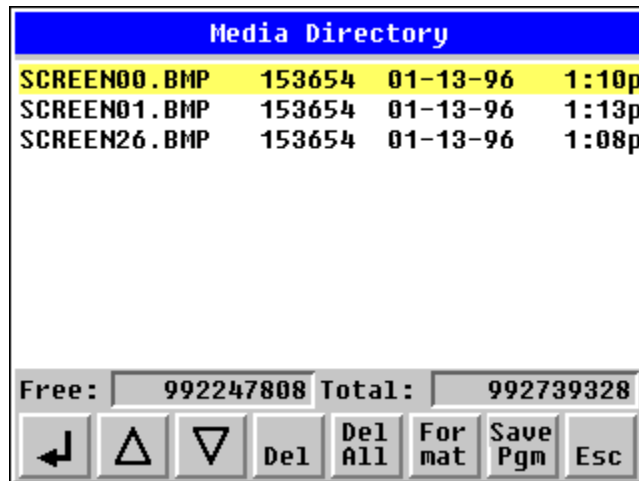 Media Directory
SCREEN00.BMP 153654 01-13-96 1:10p
SCREEN01.BMP 153654 01-13-96 1:13p
SCREEN26.BMP 153654 01-13-96 1:08p
Free: 992247808 Total: 992739328
Del
Del All
For mat
Save Pgm
Esc